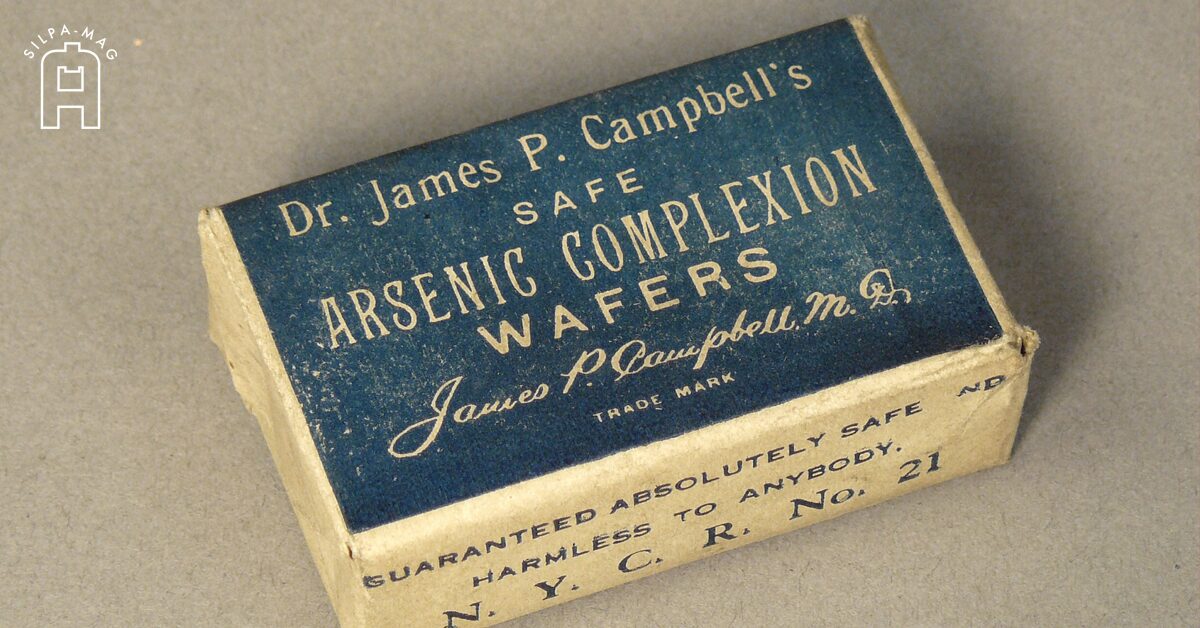 SILPA-MAG
Dr. James P. Campbell's
SAFE
ARSENIC COMPLEXION
WAFERS
James P. Campbell, M. D.
TRADE MARK
GUARANTEED ABSOLUTELY SAFE AND
HARMLESS TO ANYBODY.
N. Y. C. R. No. 21